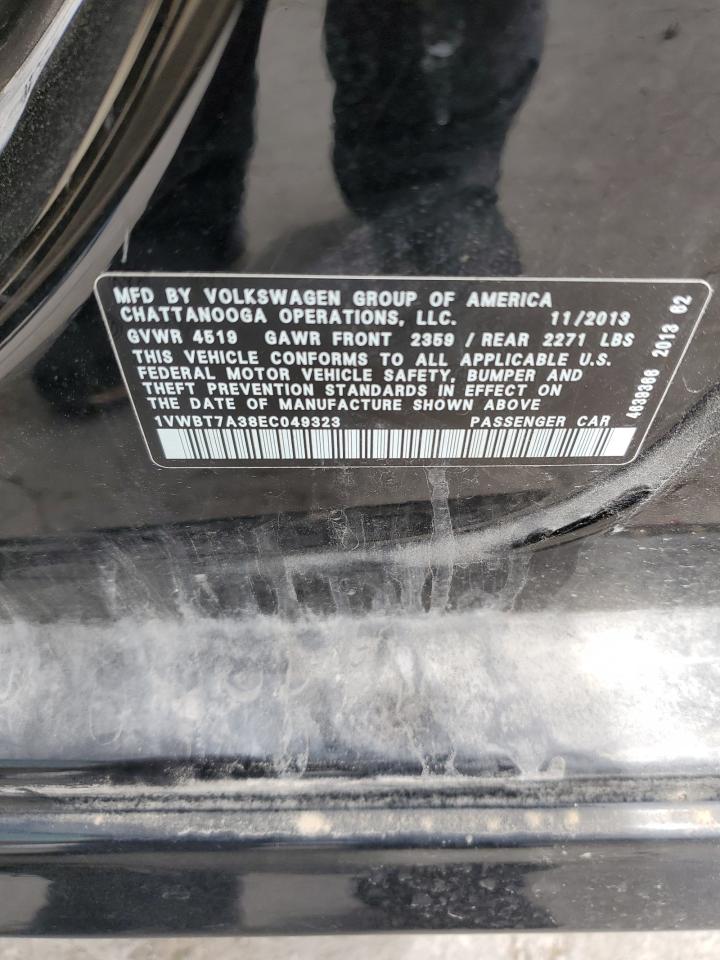 MFD BY VOLKSWAGEN GROUP OF AMERICA
CHATTANOOGA OPERATIONS, LLC. 11/2013
GVWR 4519 GAWR FRONT 2359 / REAR 2271 LBS
THIS VEHICLE CONFORMS TO ALL APPLICABLE U.S.
FEDERAL MOTOR VEHICLE SAFETY, BUMPER AND
THEFT PREVENTION STANDARDS IN EFFECT ON
THE DATE OF MANUFACTURE SHOWN ABOVE
1VWBT7A38EC049323 PASSENGER CAR
4639366 2013 62